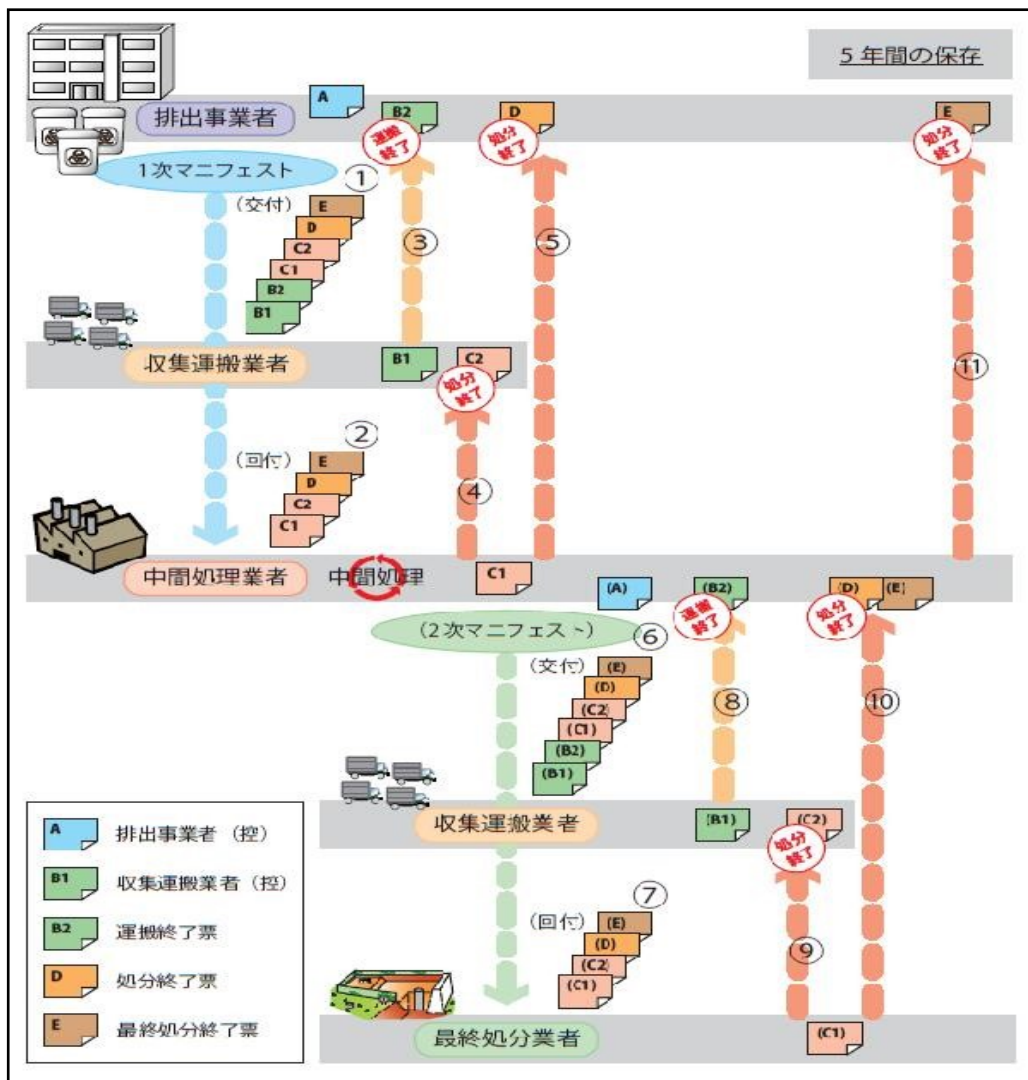 5年間の保存
A
B2
D
E
排出事業者
運搬
終了
処分
終了
処分
終了
1次マニフェスト
①
(交付)
E
D
C2
C1
B2
B1
③
⑤
⑪
収集運搬業者
B1
C2
処分
終了
②
(回付)
E
D
C2
C1
④
中間処理業者
中間処理
C1
(A)
(B2)
(D)
(E)
運搬
終了
処分
終了
(2次マニフェスト)
⑥
(交付)
(E)
(D)
(C2)
(C1)
(B2)
(B1)
⑧
⑩
収集運搬業者
(B1)
(C2)
処分
終了
⑦
(回付)
(E)
(D)
(C2)
(C1)
⑨
最終処分業者
(C1)
A 排出事業者(控)
B1 収集運搬業者(控)
B2 運搬終了票
D 処分終了票
E 最終処分終了票